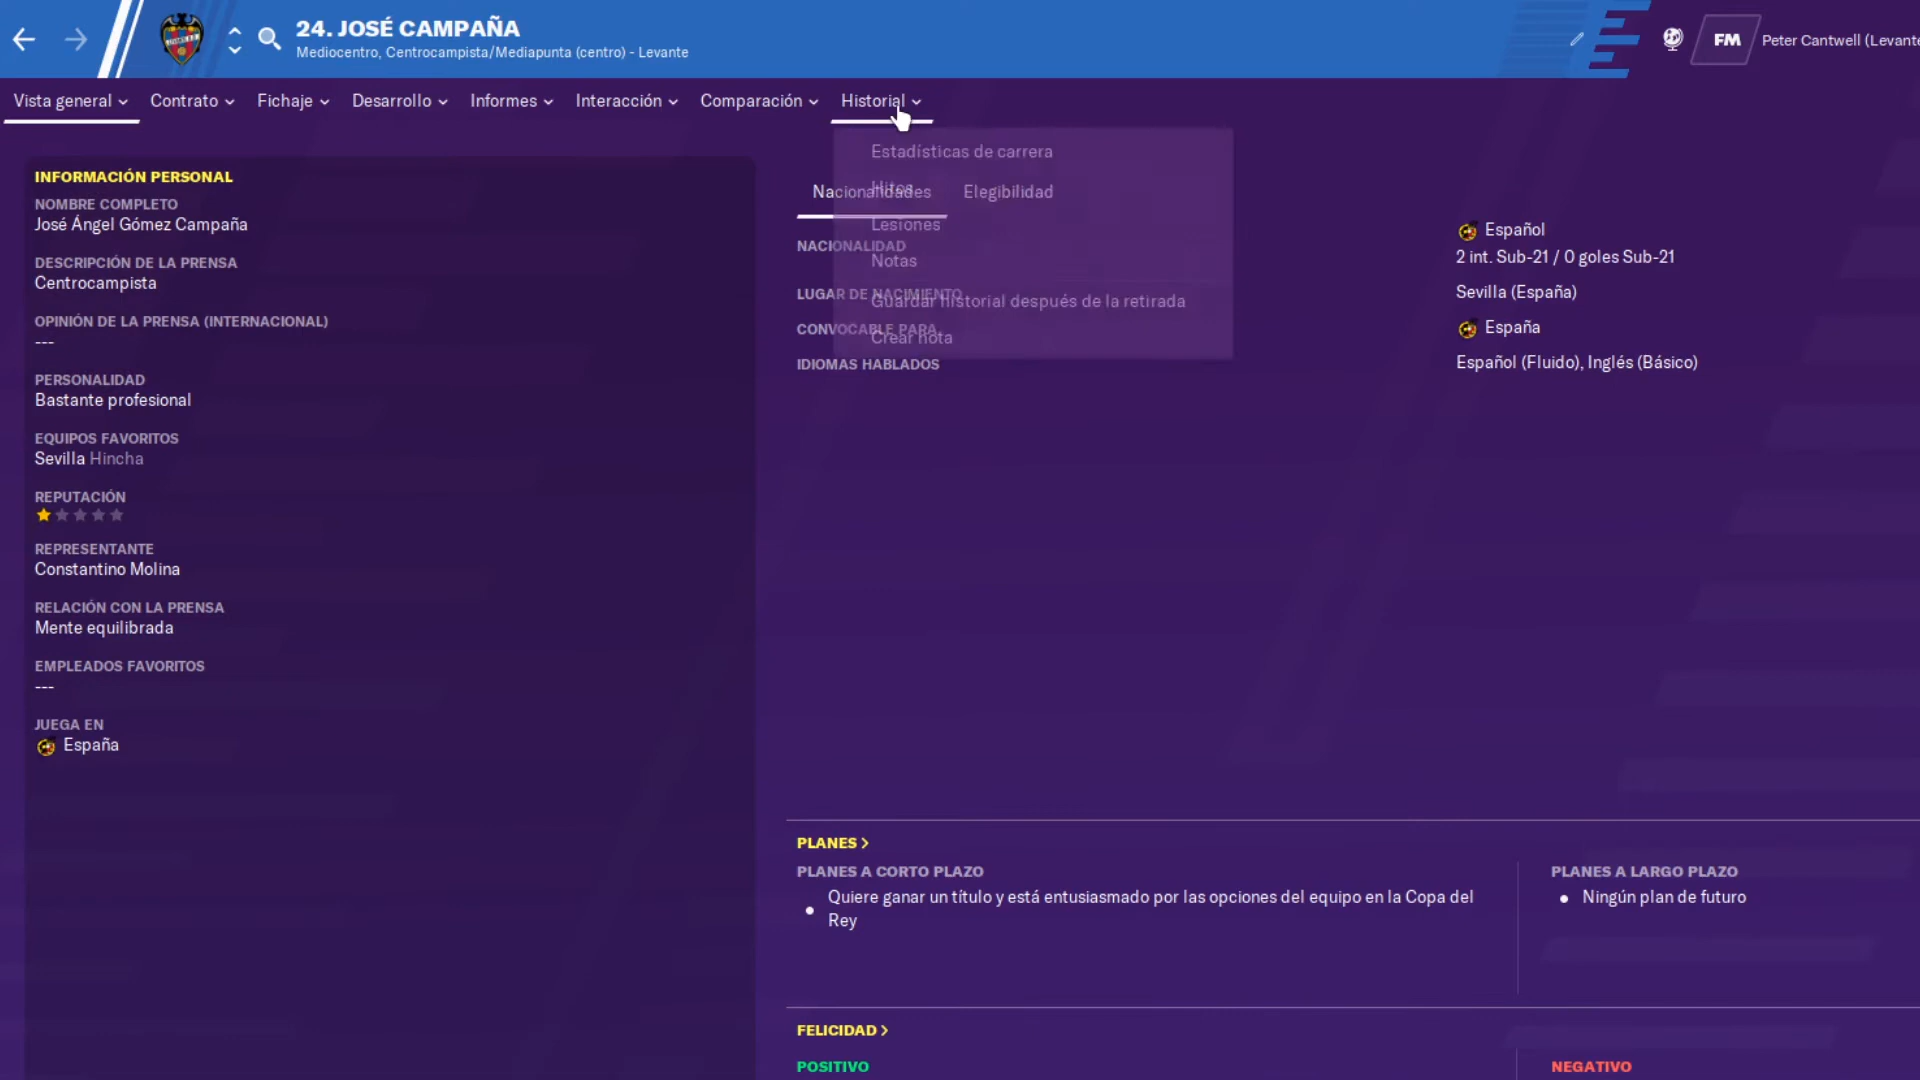 24. JOSÉ CAMPAÑA
Mediocentro, Centrocampista/Mediapunta (centro) - Levante
FM
Peter Cantwell (Levante
Vista general
Contrato
Fichaje
Desarrollo
Informes
Interacción
Comparación
Historial
Estadísticas de carrera
Hitos
Lesiones
Notas
Guardar historial después de la retirada
Crear nota
INFORMACIÓN PERSONAL
NOMBRE COMPLETO
José Ángel Gómez Campaña
DESCRIPCIÓN DE LA PRENSA
Centrocampista
OPINIÓN DE LA PRENSA (INTERNACIONAL)
---
PERSONALIDAD
Bastante profesional
EQUIPOS FAVORITOS
Sevilla Hincha
REPUTACIÓN
REPRESENTANTE
Constantino Molina
RELACIÓN CON LA PRENSA
Mente equilibrada
EMPLEADOS FAVORITOS
---
JUEGA EN
España
Nacionalidades
Elegibilidad
NACIONALIDAD
Español
2 int. Sub-21 / 0 goles Sub-21
LUGAR DE NACIMIENTO
Sevilla (España)
CONVOCABLE PARA
España
IDIOMAS HABLADOS
Español (Fluido), Inglés (Básico)
PLANES >
PLANES A CORTO PLAZO
• Quiere ganar un título y está entusiasmado por las opciones del equipo en la Copa del
Rey
PLANES A LARGO PLAZO
• Ningún plan de futuro
FELICIDAD >
POSITIVO
NEGATIVO